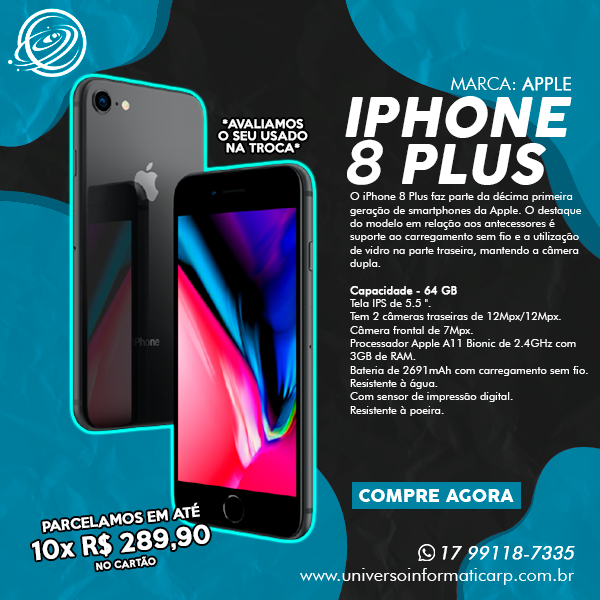 MARCA: APPLE
IPHONE
8 PLUS
*AVALIAMOS
O SEU USADO
NA TROCA*
O iPhone 8 Plus faz parte da décima primeira
geração de smartphones da Apple. O destaque
do modelo em relação aos antecessores é
suporte ao carregamento sem fio e a utilização
de vidro na parte traseira, mantendo a câmera
dupla.
Capacidade - 64 GB
Tela IPS de 5.5 ".
Tem 2 câmeras traseiras de 12Mpx/12Mpx.
Câmera frontal de 7Mpx.
Processador Apple A11 Bionic de 2.4GHz com
3GB de RAM.
Bateria de 2691mAh com carregamento sem fio.
Resistente à água.
Com sensor de impressão digital.
Resistente à poeira.
iPhone
COMPRE AGORA
PARCELAMOS EM ATÉ
10x R$ 289,90
NO CARTÃO
17 99118-7335
www.universoinformaticarp.com.br